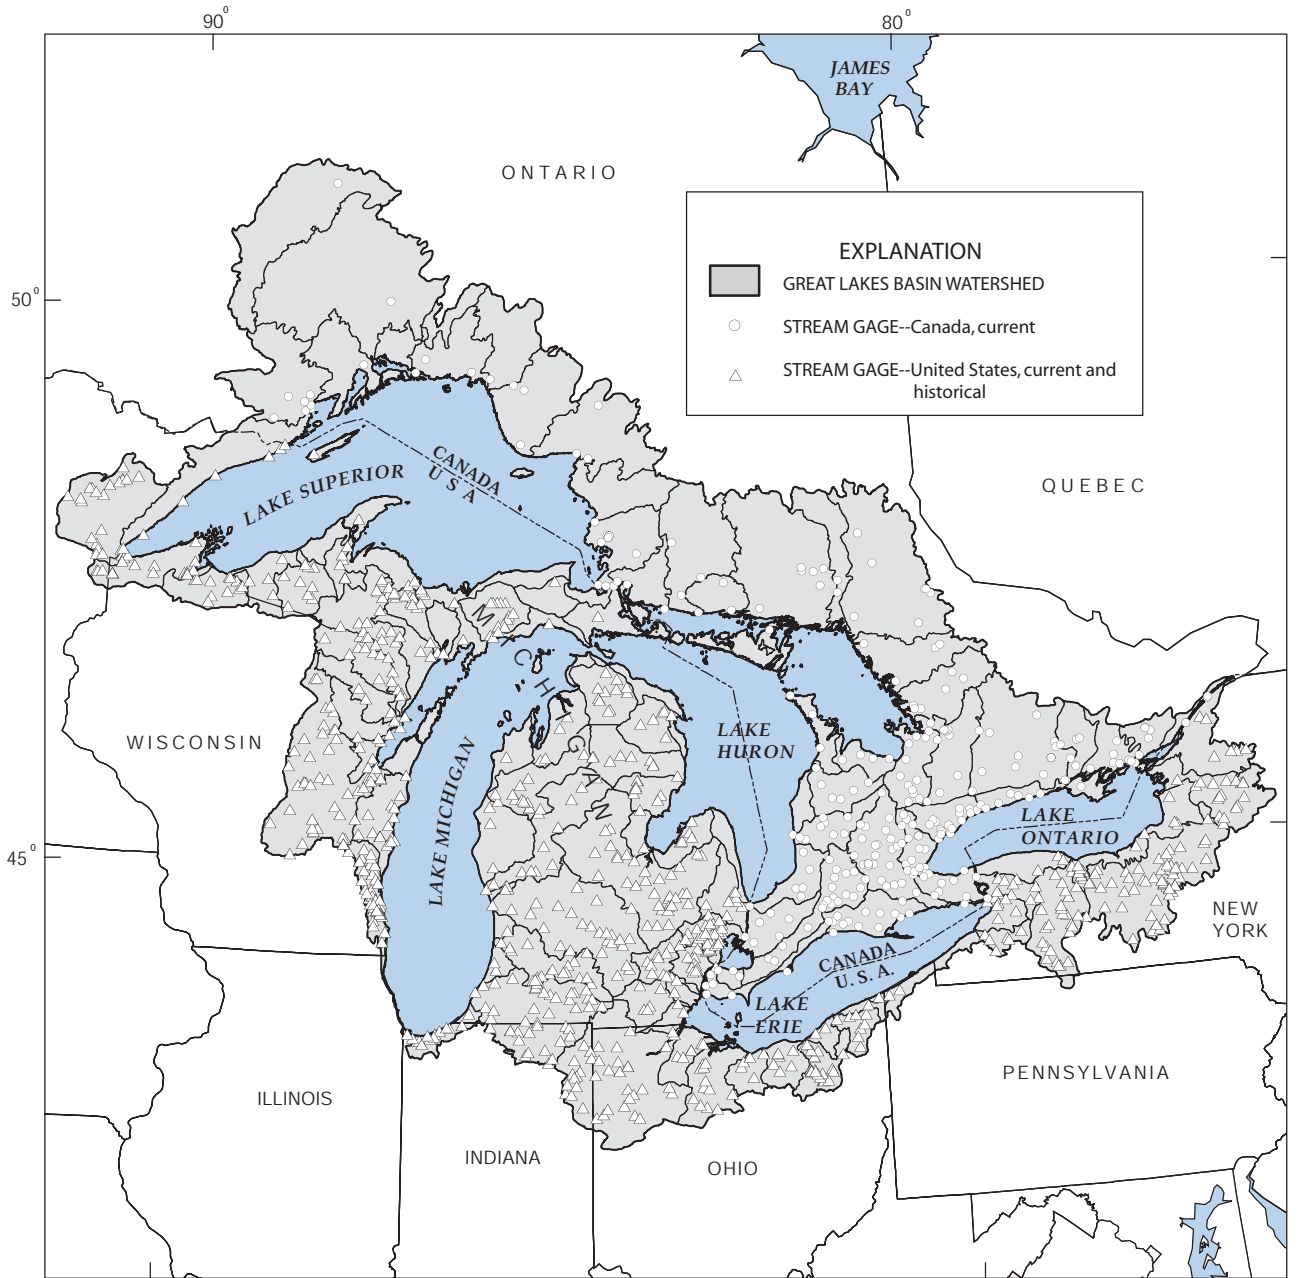 90°
80°
JAMES
BAY
ONTARIO
EXPLANATION
GREAT LAKES BASIN WATERSHED
STREAM GAGE--Canada, current
STREAM GAGE--United States, current and
historical
50°
CANADA
U S A
LAKE SUPERIOR
QUEBEC
MICHIGAN
WISCONSIN
LAKE
HURON
LAKE MICHIGAN
LAKE
ONTARIO
45°
NEW
YORK
CANADA
U. S. A.
LAKE
ERIE
PENNSYLVANIA
ILLINOIS
INDIANA
OHIO